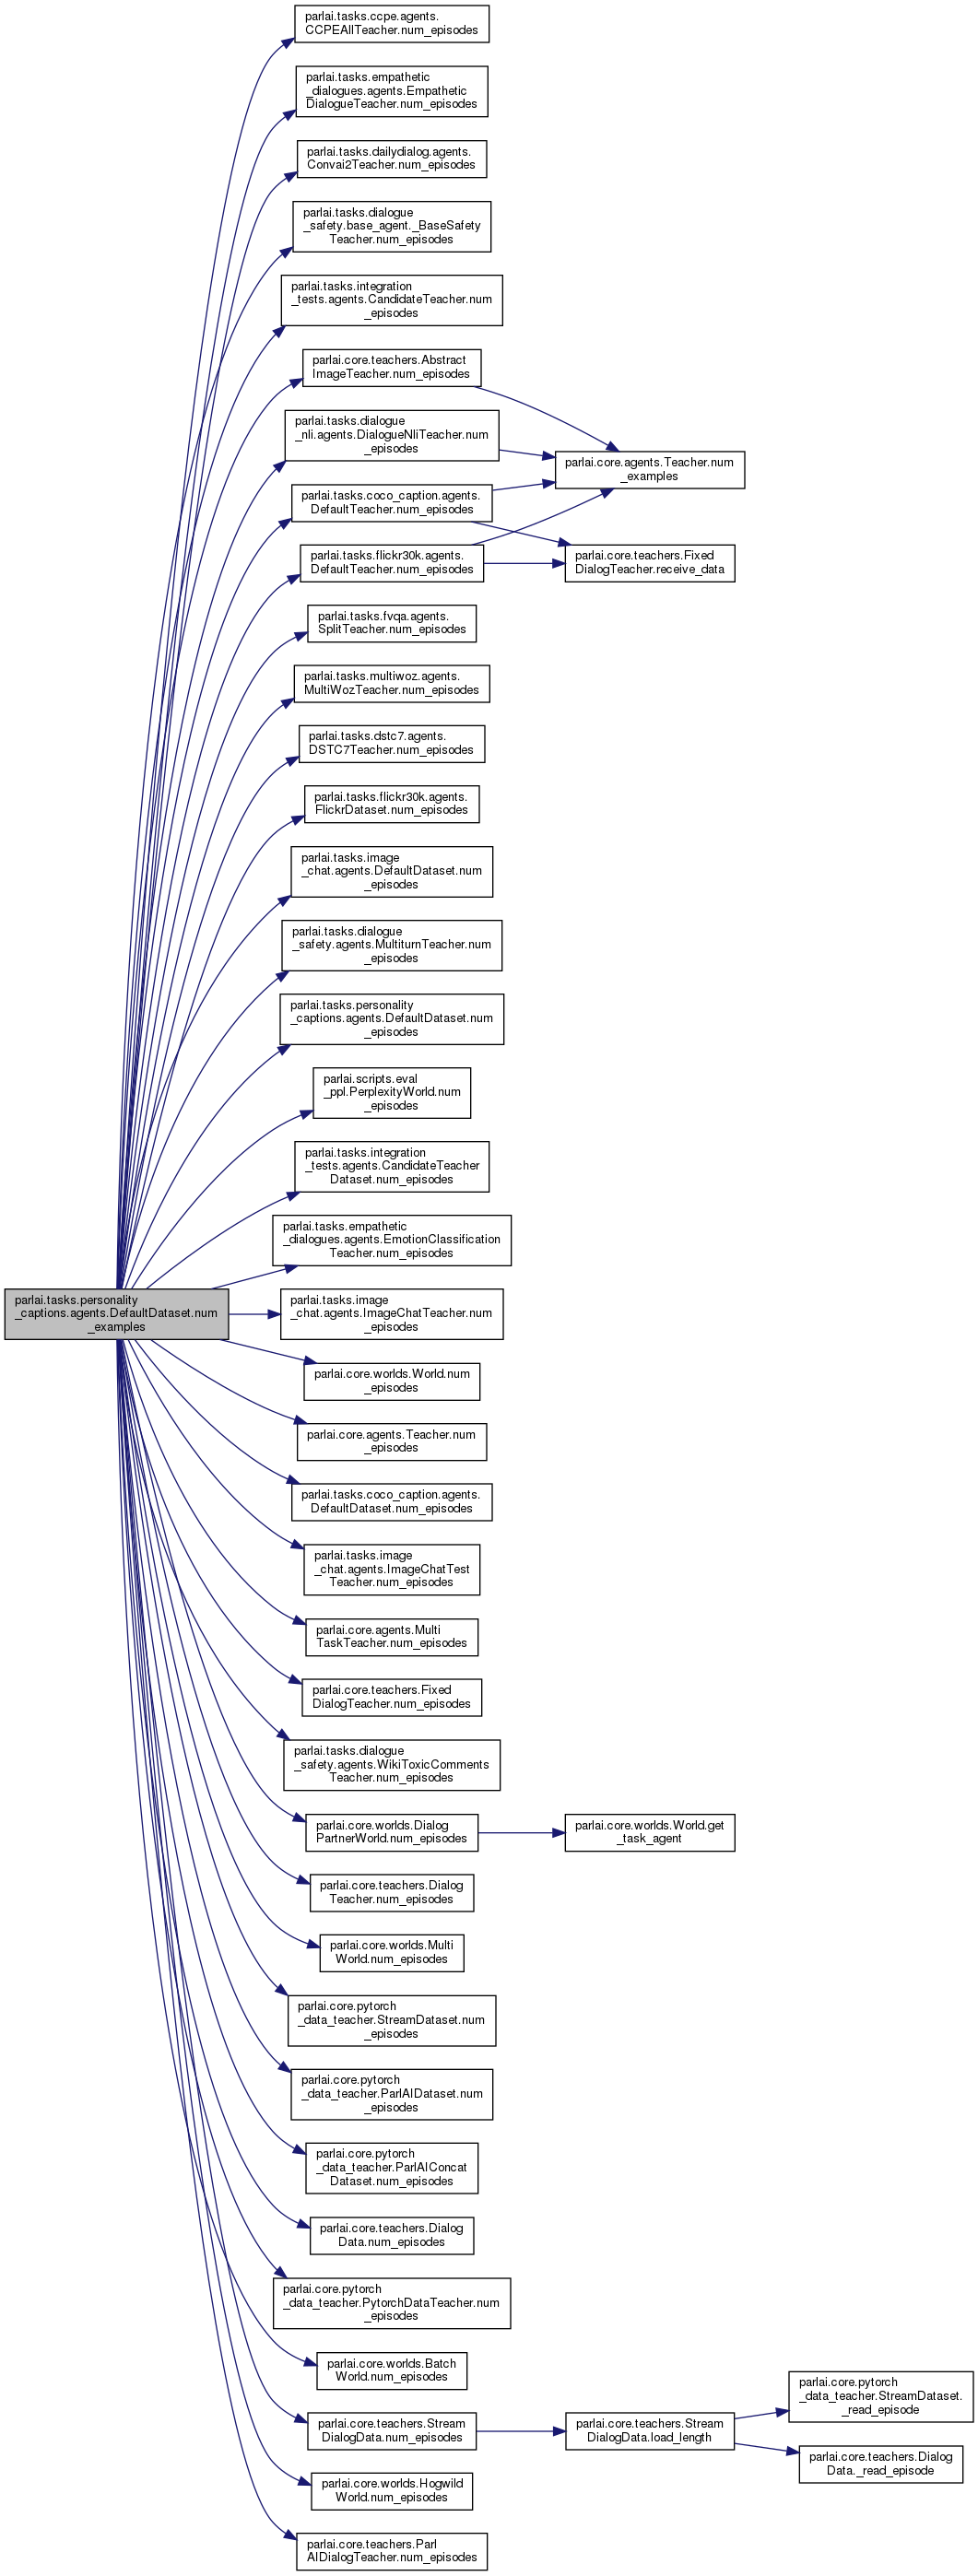 parlai.tasks.ccpe.agents.
CCPEAllTeacher.num_episodes
parlai.tasks.empathetic
_dialogues.agents.Empathetic
DialogueTeacher.num_episodes
parlai.tasks.dailydialog.agents.
Convai2Teacher.num_episodes
parlai.tasks.dialogue
_safety.base_agent._BaseSafety
Teacher.num_episodes
parlai.tasks.integration
_tests.agents.CandidateTeacher.num
_episodes
parlai.core.teachers.Abstract
ImageTeacher.num_episodes
parlai.tasks.dialogue
_nli.agents.DialogueNliTeacher.num
_episodes
parlai.core.agents.Teacher.num
_examples
parlai.tasks.coco_caption.agents.
DefaultTeacher.num_episodes
parlai.tasks.flickr30k.agents.
DefaultTeacher.num_episodes
parlai.core.teachers.Fixed
DialogTeacher.receive_data
parlai.tasks.fvqa.agents.
SplitTeacher.num_episodes
parlai.tasks.multiwoz.agents.
MultiWozTeacher.num_episodes
parlai.tasks.dstc7.agents.
DSTC7Teacher.num_episodes
parlai.tasks.flickr30k.agents.
FlickrDataset.num_episodes
parlai.tasks.image
_chat.agents.DefaultDataset.num
_episodes
parlai.tasks.dialogue
_safety.agents.MultiturnTeacher.num
_episodes
parlai.tasks.personality
_captions.agents.DefaultDataset.num
_episodes
parlai.scripts.eval
_ppl.PerplexityWorld.num
_episodes
parlai.tasks.integration
_tests.agents.CandidateTeacher
Dataset.num_episodes
parlai.tasks.empathetic
_dialogues.agents.EmotionClassification
Teacher.num_episodes
parlai.tasks.personality
_captions.agents.DefaultDataset.num
_examples
parlai.tasks.image
_chat.agents.ImageChatTeacher.num
_episodes
parlai.core.worlds.World.num
_episodes
parlai.core.agents.Teacher.num
_episodes
parlai.tasks.coco_caption.agents.
DefaultDataset.num_episodes
parlai.tasks.image
_chat.agents.ImageChatTest
Teacher.num_episodes
parlai.core.agents.Multi
TaskTeacher.num_episodes
parlai.core.teachers.Fixed
DialogTeacher.num_episodes
parlai.tasks.dialogue
_safety.agents.WikiToxicComments
Teacher.num_episodes
parlai.core.worlds.Dialog
PartnerWorld.num_episodes
parlai.core.worlds.World.get
_task_agent
parlai.core.teachers.Dialog
Teacher.num_episodes
parlai.core.worlds.Multi
World.num_episodes
parlai.core.pytorch
_data_teacher.StreamDataset.num
_episodes
parlai.core.pytorch
_data_teacher.ParlAIDataset.num
_episodes
parlai.core.pytorch
_data_teacher.ParlAIConcat
Dataset.num_episodes
parlai.core.teachers.Dialog
Data.num_episodes
parlai.core.pytorch
_data_teacher.PytorchDataTeacher.num
_episodes
parlai.core.worlds.Batch
World.num_episodes
parlai.core.teachers.Stream
DialogData.num_episodes
parlai.core.teachers.Stream
DialogData.load_length
parlai.core.pytorch
_data_teacher.StreamDataset.
_read_episode
parlai.core.teachers.Dialog
Data._read_episode
parlai.core.worlds.Hogwild
World.num_episodes
parlai.core.teachers.Parl
AIDialogTeacher.num_episodes